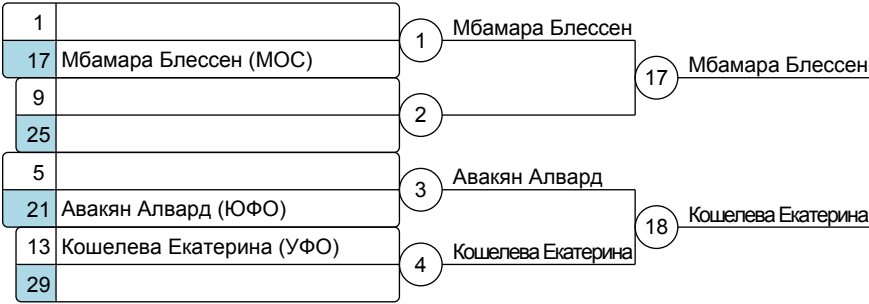 1
1 Мбамара Блессен
17 Мбамара Блессен (МОС)
17 Мбамара Блессен
9
2
25
5
3 Авакян Алвард
21 Авакян Алвард (ЮФО)
18 Кошелева Екатерина
13 Кошелева Екатерина (УФО)
4 Кошелева Екатерина
29